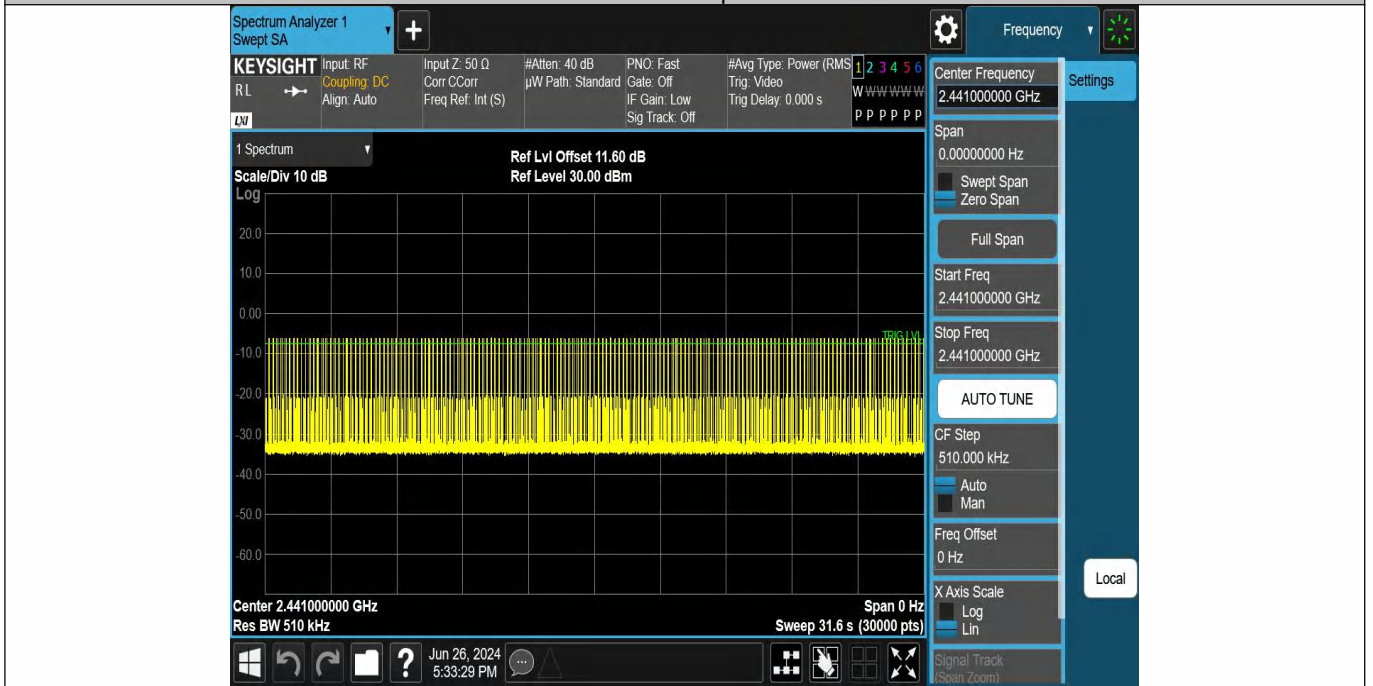 Spectrum Analyzer 1
Swept SA
+
Frequency
KEYSIGHT
RL
LXI
Input: RF
Coupling: DC
Align: Auto
Input Z: 50 Ω
Corr CCorr
Freq Ref: Int (S)
#Atten: 40 dB
µW Path: Standard
PNO: Fast
Gate: Off
IF Gain: Low
Sig Track: Off
#Avg Type: Power (RMS
Trig: Video
Trig Delay: 0.000 s
1 2 3 4 5 6
W W W W W W
P P P P P P
1 Spectrum
Scale/Div 10 dB
Ref Lvl Offset 11.60 dB
Ref Level 30.00 dBm
Log
20.0
10.0
0.00
-10.0
-20.0
-30.0
-40.0
-50.0
-60.0
TRIG LVL
Center 2.441000000 GHz
Res BW 510 kHz
Span 0 Hz
Sweep 31.6 s (30000 pts)
Center Frequency
2.441000000 GHz
Settings
Span
0.00000000 Hz
Swept Span
Zero Span
Full Span
Start Freq
2.441000000 GHz
Stop Freq
2.441000000 GHz
AUTO TUNE
CF Step
510.000 kHz
Auto
Man
Freq Offset
0 Hz
X Axis Scale
Log
Lin
Signal Track
(Span Zoom)
Local
?
Jun 26, 2024
5:33:29 PM